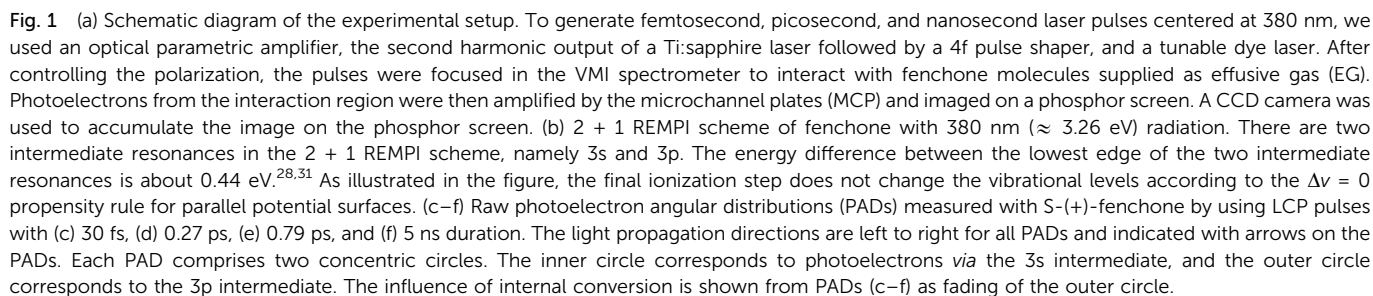 Fig. 1 (a) Schematic diagram of the experimental setup. To generate femtosecond, picosecond, and nanosecond laser pulses centered at 380 nm, we
used an optical parametric amplifier, the second harmonic output of a Ti:sapphire laser followed by a 4f pulse shaper, and a tunable dye laser. After
controlling the polarization, the pulses were focused in the VMI spectrometer to interact with fenchone molecules supplied as effusive gas (EG).
Photoelectrons from the interaction region were then amplified by the microchannel plates (MCP) and imaged on a phosphor screen. A CCD camera was
used to accumulate the image on the phosphor screen. (b) 2 + 1 REMPI scheme of fenchone with 380 nm (≈ 3.26 eV) radiation. There are two
intermediate resonances in the 2 + 1 REMPI scheme, namely 3s and 3p. The energy difference between the lowest edge of the two intermediate
resonances is about 0.44 eV.28,31 As illustrated in the figure, the final ionization step does not change the vibrational levels according to the Δv = 0
propensity rule for parallel potential surfaces. (c–f) Raw photoelectron angular distributions (PADs) measured with S-(+)-fenchone by using LCP pulses
with (c) 30 fs, (d) 0.27 ps, (e) 0.79 ps, and (f) 5 ns duration. The light propagation directions are left to right for all PADs and indicated with arrows on the
PADs. Each PAD comprises two concentric circles. The inner circle corresponds to photoelectrons via the 3s intermediate, and the outer circle
corresponds to the 3p intermediate. The influence of internal conversion is shown from PADs (c–f) as fading of the outer circle.